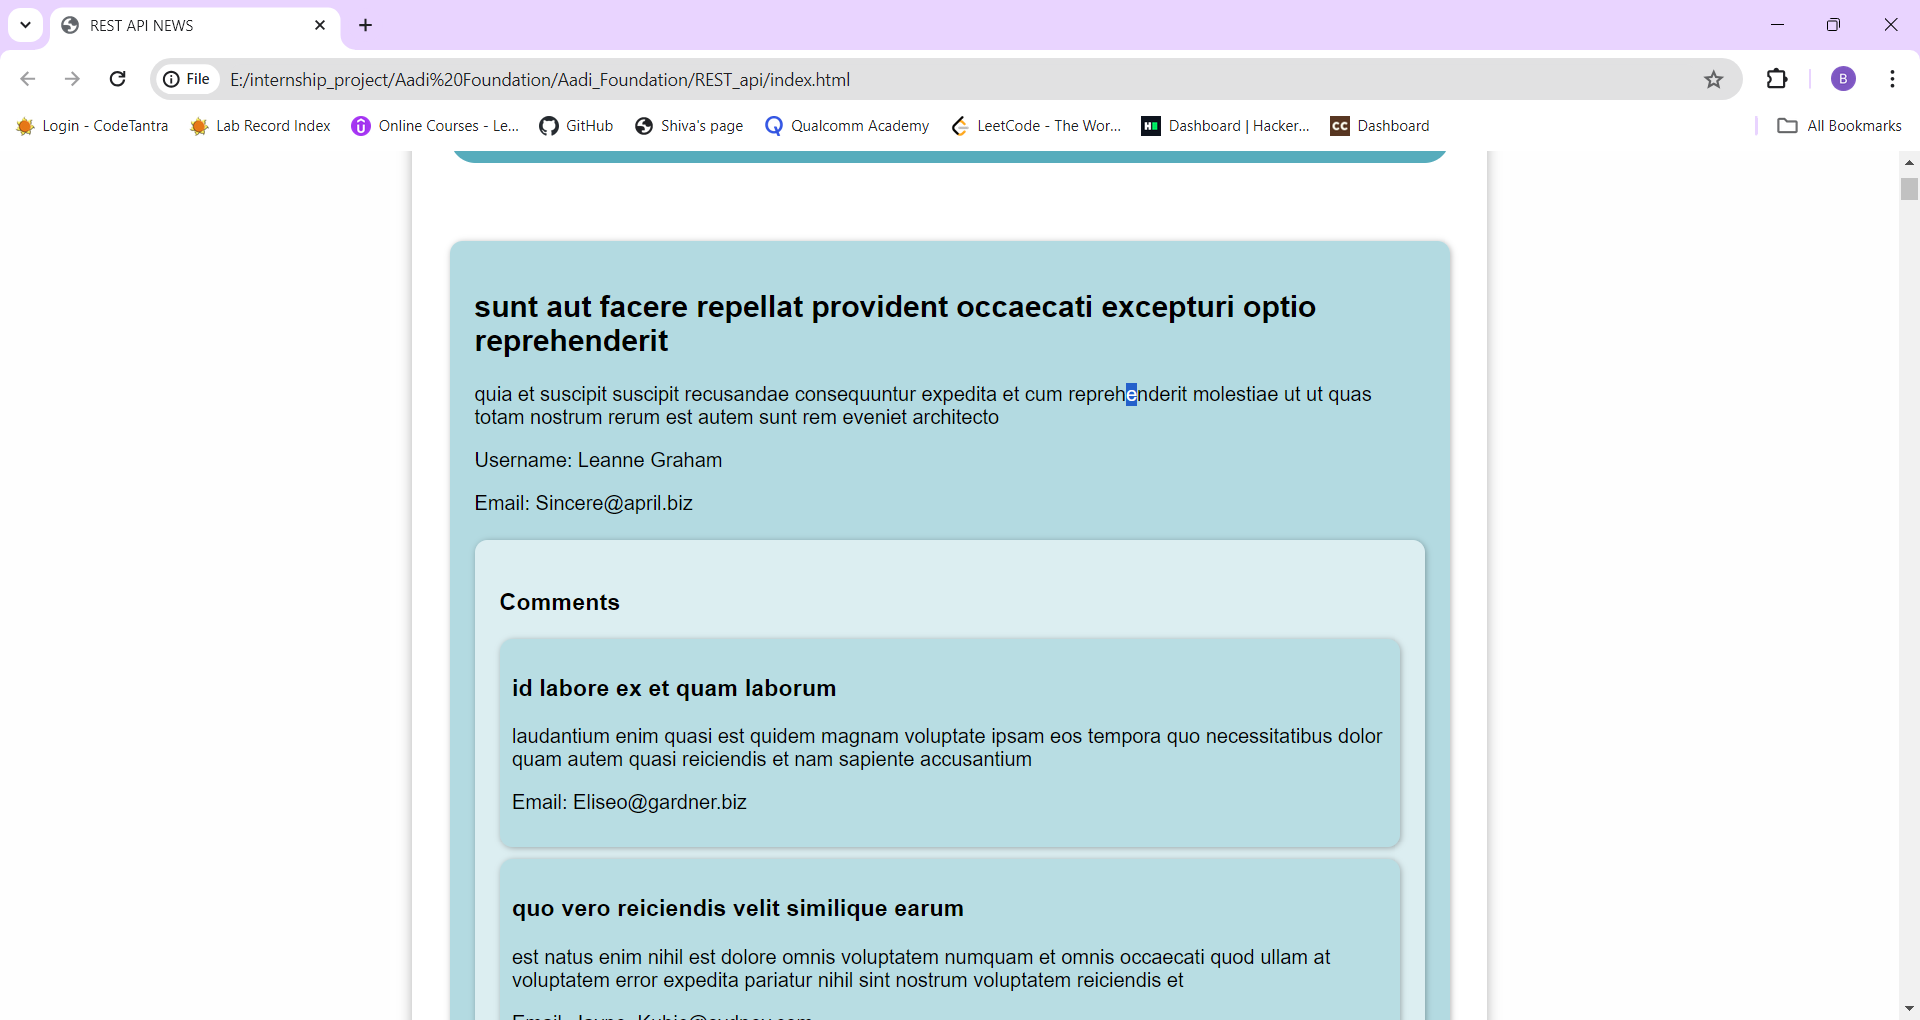 REST API NEWS
File E:/internship_project/Aadi%20Foundation/Aadi_Foundation/REST_api/index.html B
Login - CodeTantra Lab Record Index Online Courses - Le... GitHub Shiva's page Qualcomm Academy LeetCode - The Wor... Dashboard | Hacker... CC Dashboard All Bookmarks
sunt aut facere repellat provident occaecati excepturi optio
reprehenderit
quia et suscipit suscipit recusandae consequuntur expedita et cum reprehenderit molestiae ut ut quas
totam nostrum rerum est autem sunt rem eveniet architecto
Username: Leanne Graham
Email: Sincere@april.biz
Comments
id labore ex et quam laborum
laudantium enim quasi est quidem magnam voluptate ipsam eos tempora quo necessitatibus dolor
quam autem quasi reiciendis et nam sapiente accusantium
Email: Eliseo@gardner.biz
quo vero reiciendis velit similique earum
est natus enim nihil est dolore omnis voluptatem numquam et omnis occaecati quod ullam at
voluptatem error expedita pariatur nihil sint nostrum voluptatem reiciendis et